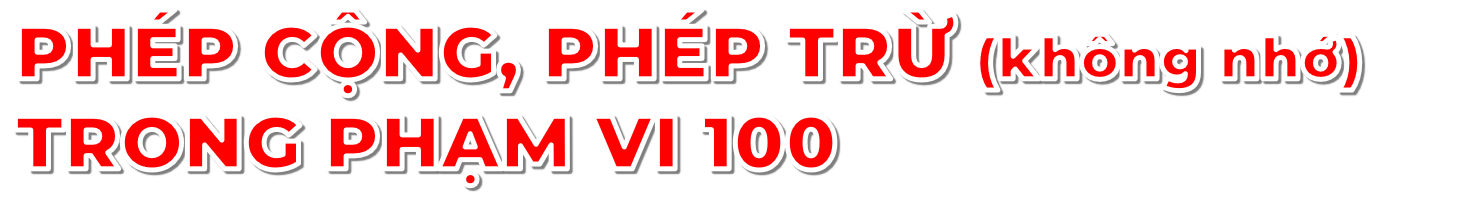 PHÉP CỘNG, PHÉP TRỪ (không nhớ)
TRONG PHẠM VI 100